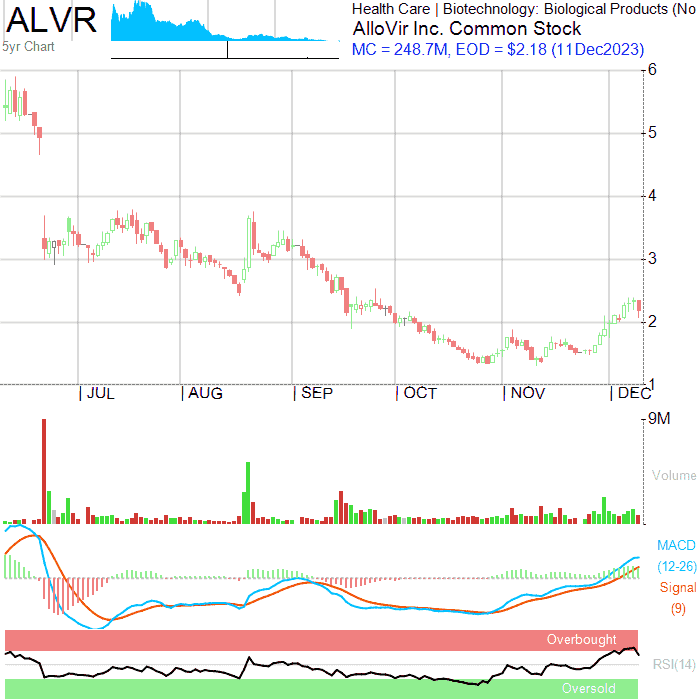 ALVR
5yr Chart
Health Care | Biotechnology: Biological Products (No
AlloVir Inc. Common Stock
MC = 248.7M, EOD = $2.18 (11Dec2023)
6
5
4
3
2
1
JUL AUG SEP OCT NOV DEC
9M
Volume
MACD
(12-26)
Signal
(9)
Overbought
RSI(14)
Oversold